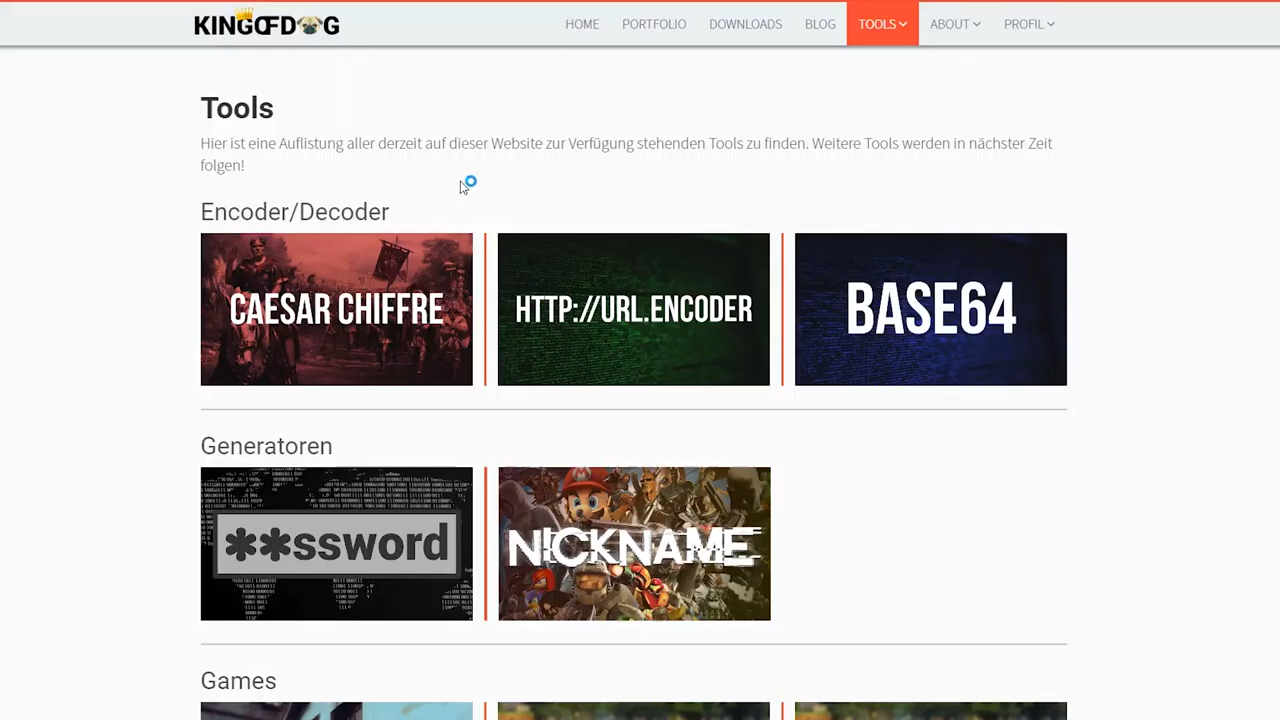 KINGOFDOG
HOME PORTFOLIO DOWNLOADS BLOG TOOLS ABOUT PROFIL
Tools
Hier ist eine Auflistung aller derzeit auf dieser Website zur Verfügung stehenden Tools zu finden. Weitere Tools werden in nächster Zeit
folgen!
Encoder/Decoder
CAESAR CHIFFRE
HTTP://URL.ENCODER
BASE64
Generatoren
**ssword
NICKNAME
Games